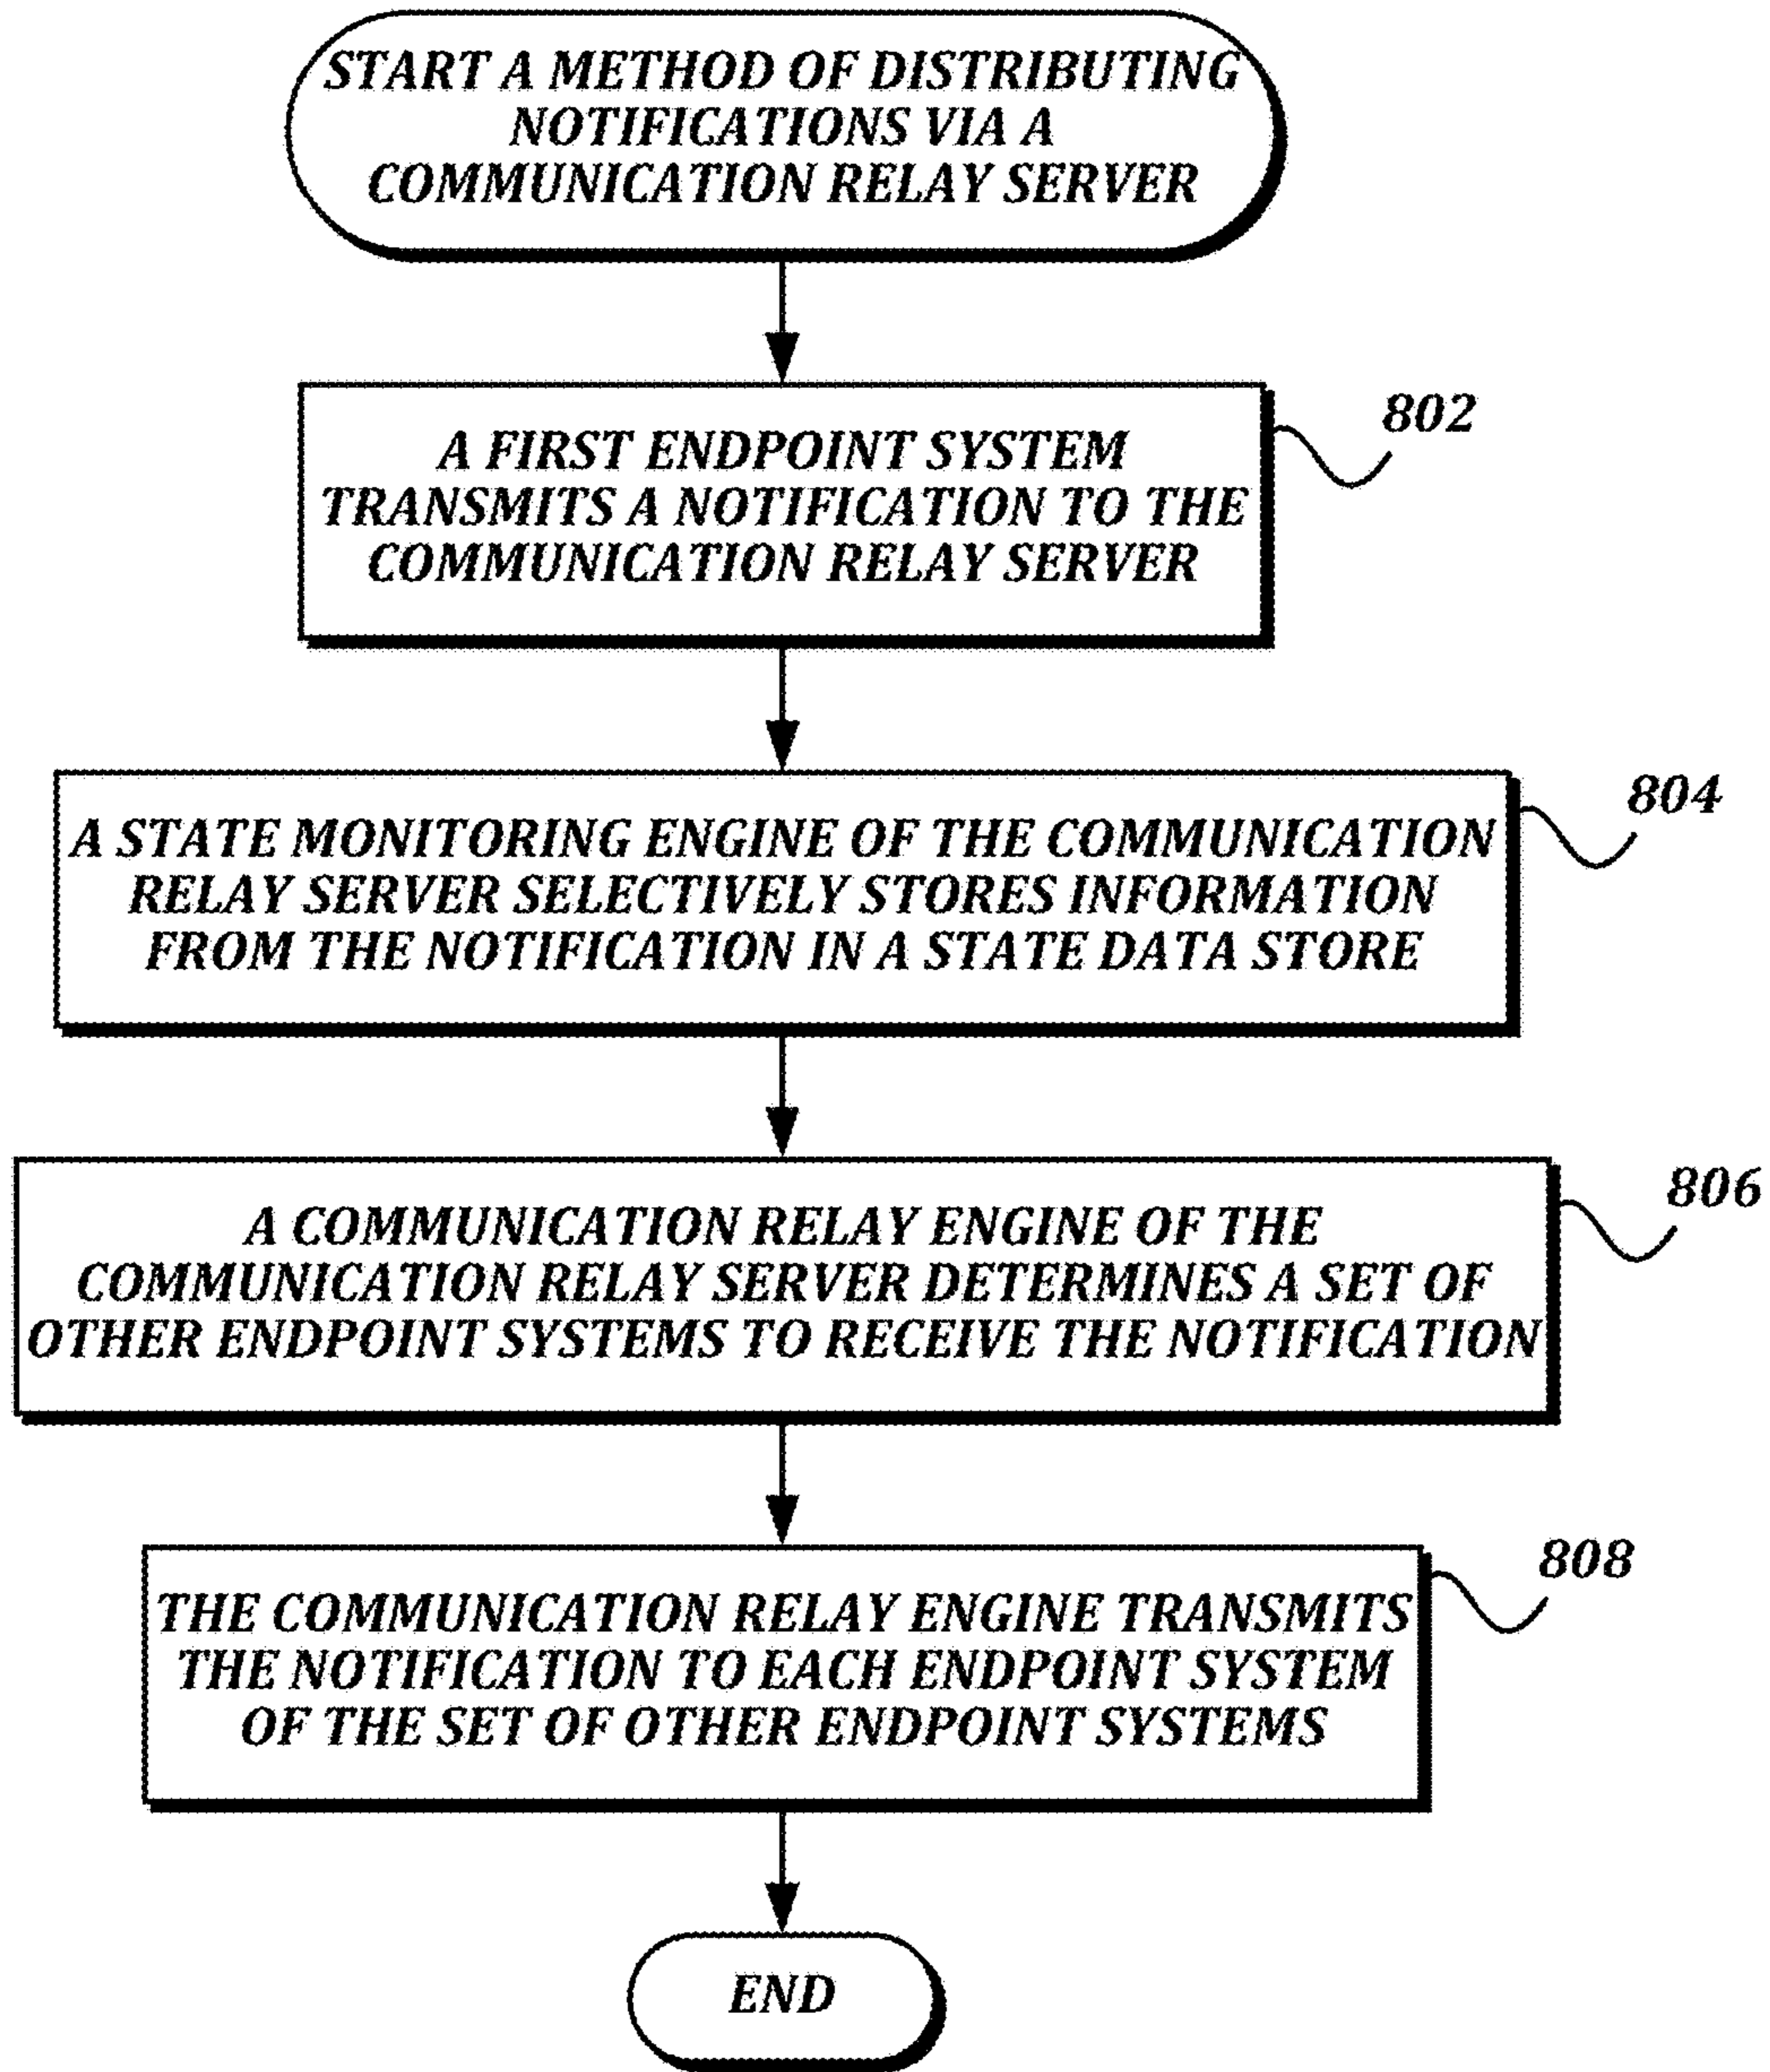 START A METHOD OF DISTRIBUTING
NOTIFICATIONS VIA A
COMMUNICATION RELAY SERVER
802
A FIRST ENDPOINT SYSTEM
TRANSMITS A NOTIFICATION TO THE
COMMUNICATION RELAY SERVER
804
A STATE MONITORING ENGINE OF THE COMMUNICATION
RELAY SERVER SELECTIVELY STORES INFORMATION
FROM THE NOTIFICATION IN A STATE DATA STORE
806
A COMMUNICATION RELAY ENGINE OF THE
COMMUNICATION RELAY SERVER DETERMINES A SET OF
OTHER ENDPOINT SYSTEMS TO RECEIVE THE NOTIFICATION
808
THE COMMUNICATION RELAY ENGINE TRANSMITS
THE NOTIFICATION TO EACH ENDPOINT SYSTEM
OF THE SET OF OTHER ENDPOINT SYSTEMS
END